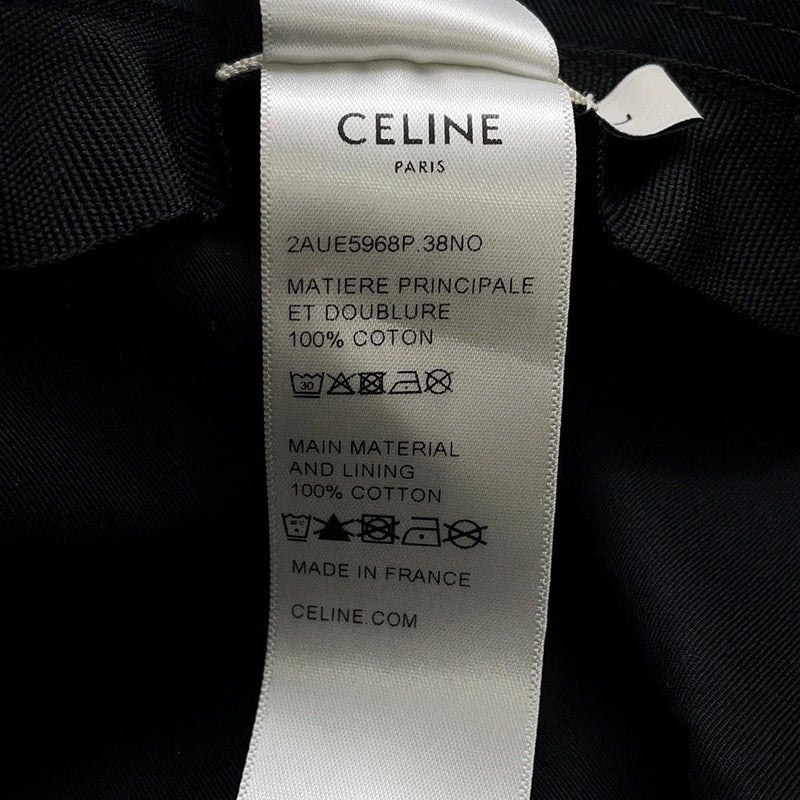 CELINE
PARIS
2AUE5968P.38NO
MATIERE PRINCIPALE
ET DOUBLURE
100% COTON
30
MAIN MATERIAL
AND LINING
100% COTTON
MADE IN FRANCE
CELINE.COM